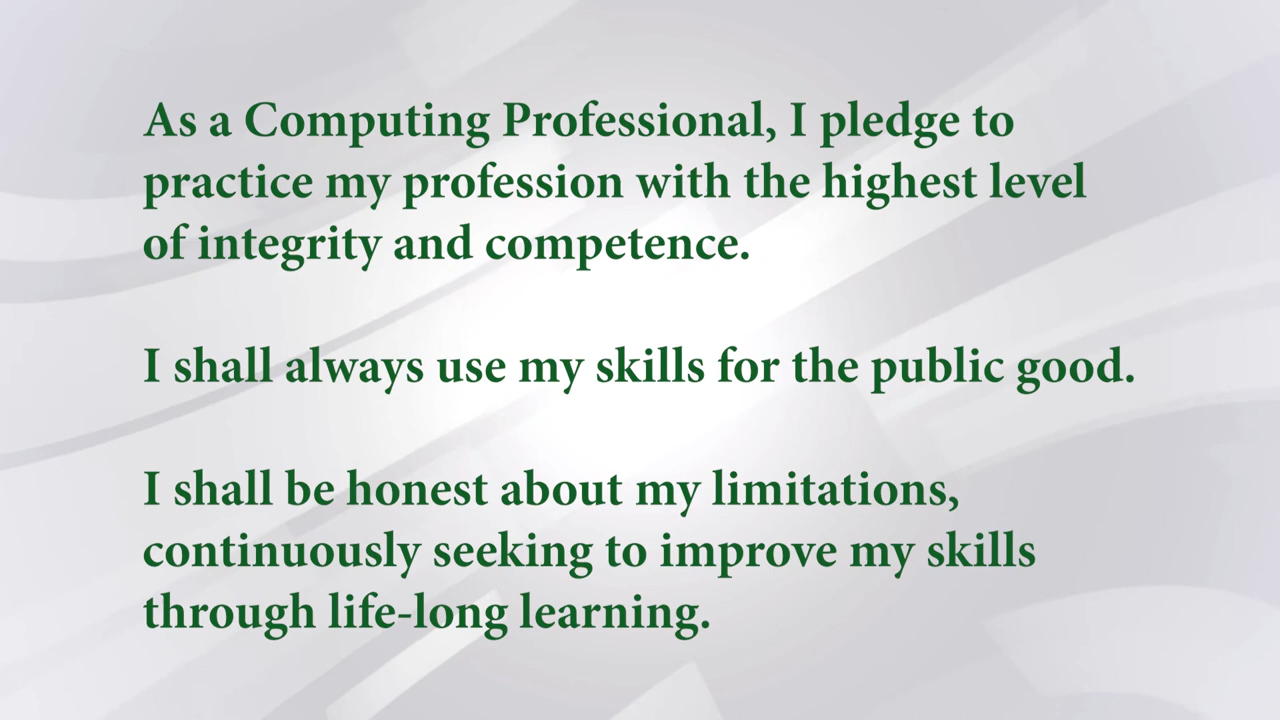 As a Computing Professional, I pledge to
practice my profession with the highest level
of integrity and competence.
I shall always use my skills for the public good.
I shall be honest about my limitations,
continuously seeking to improve my skills
through life-long learning.